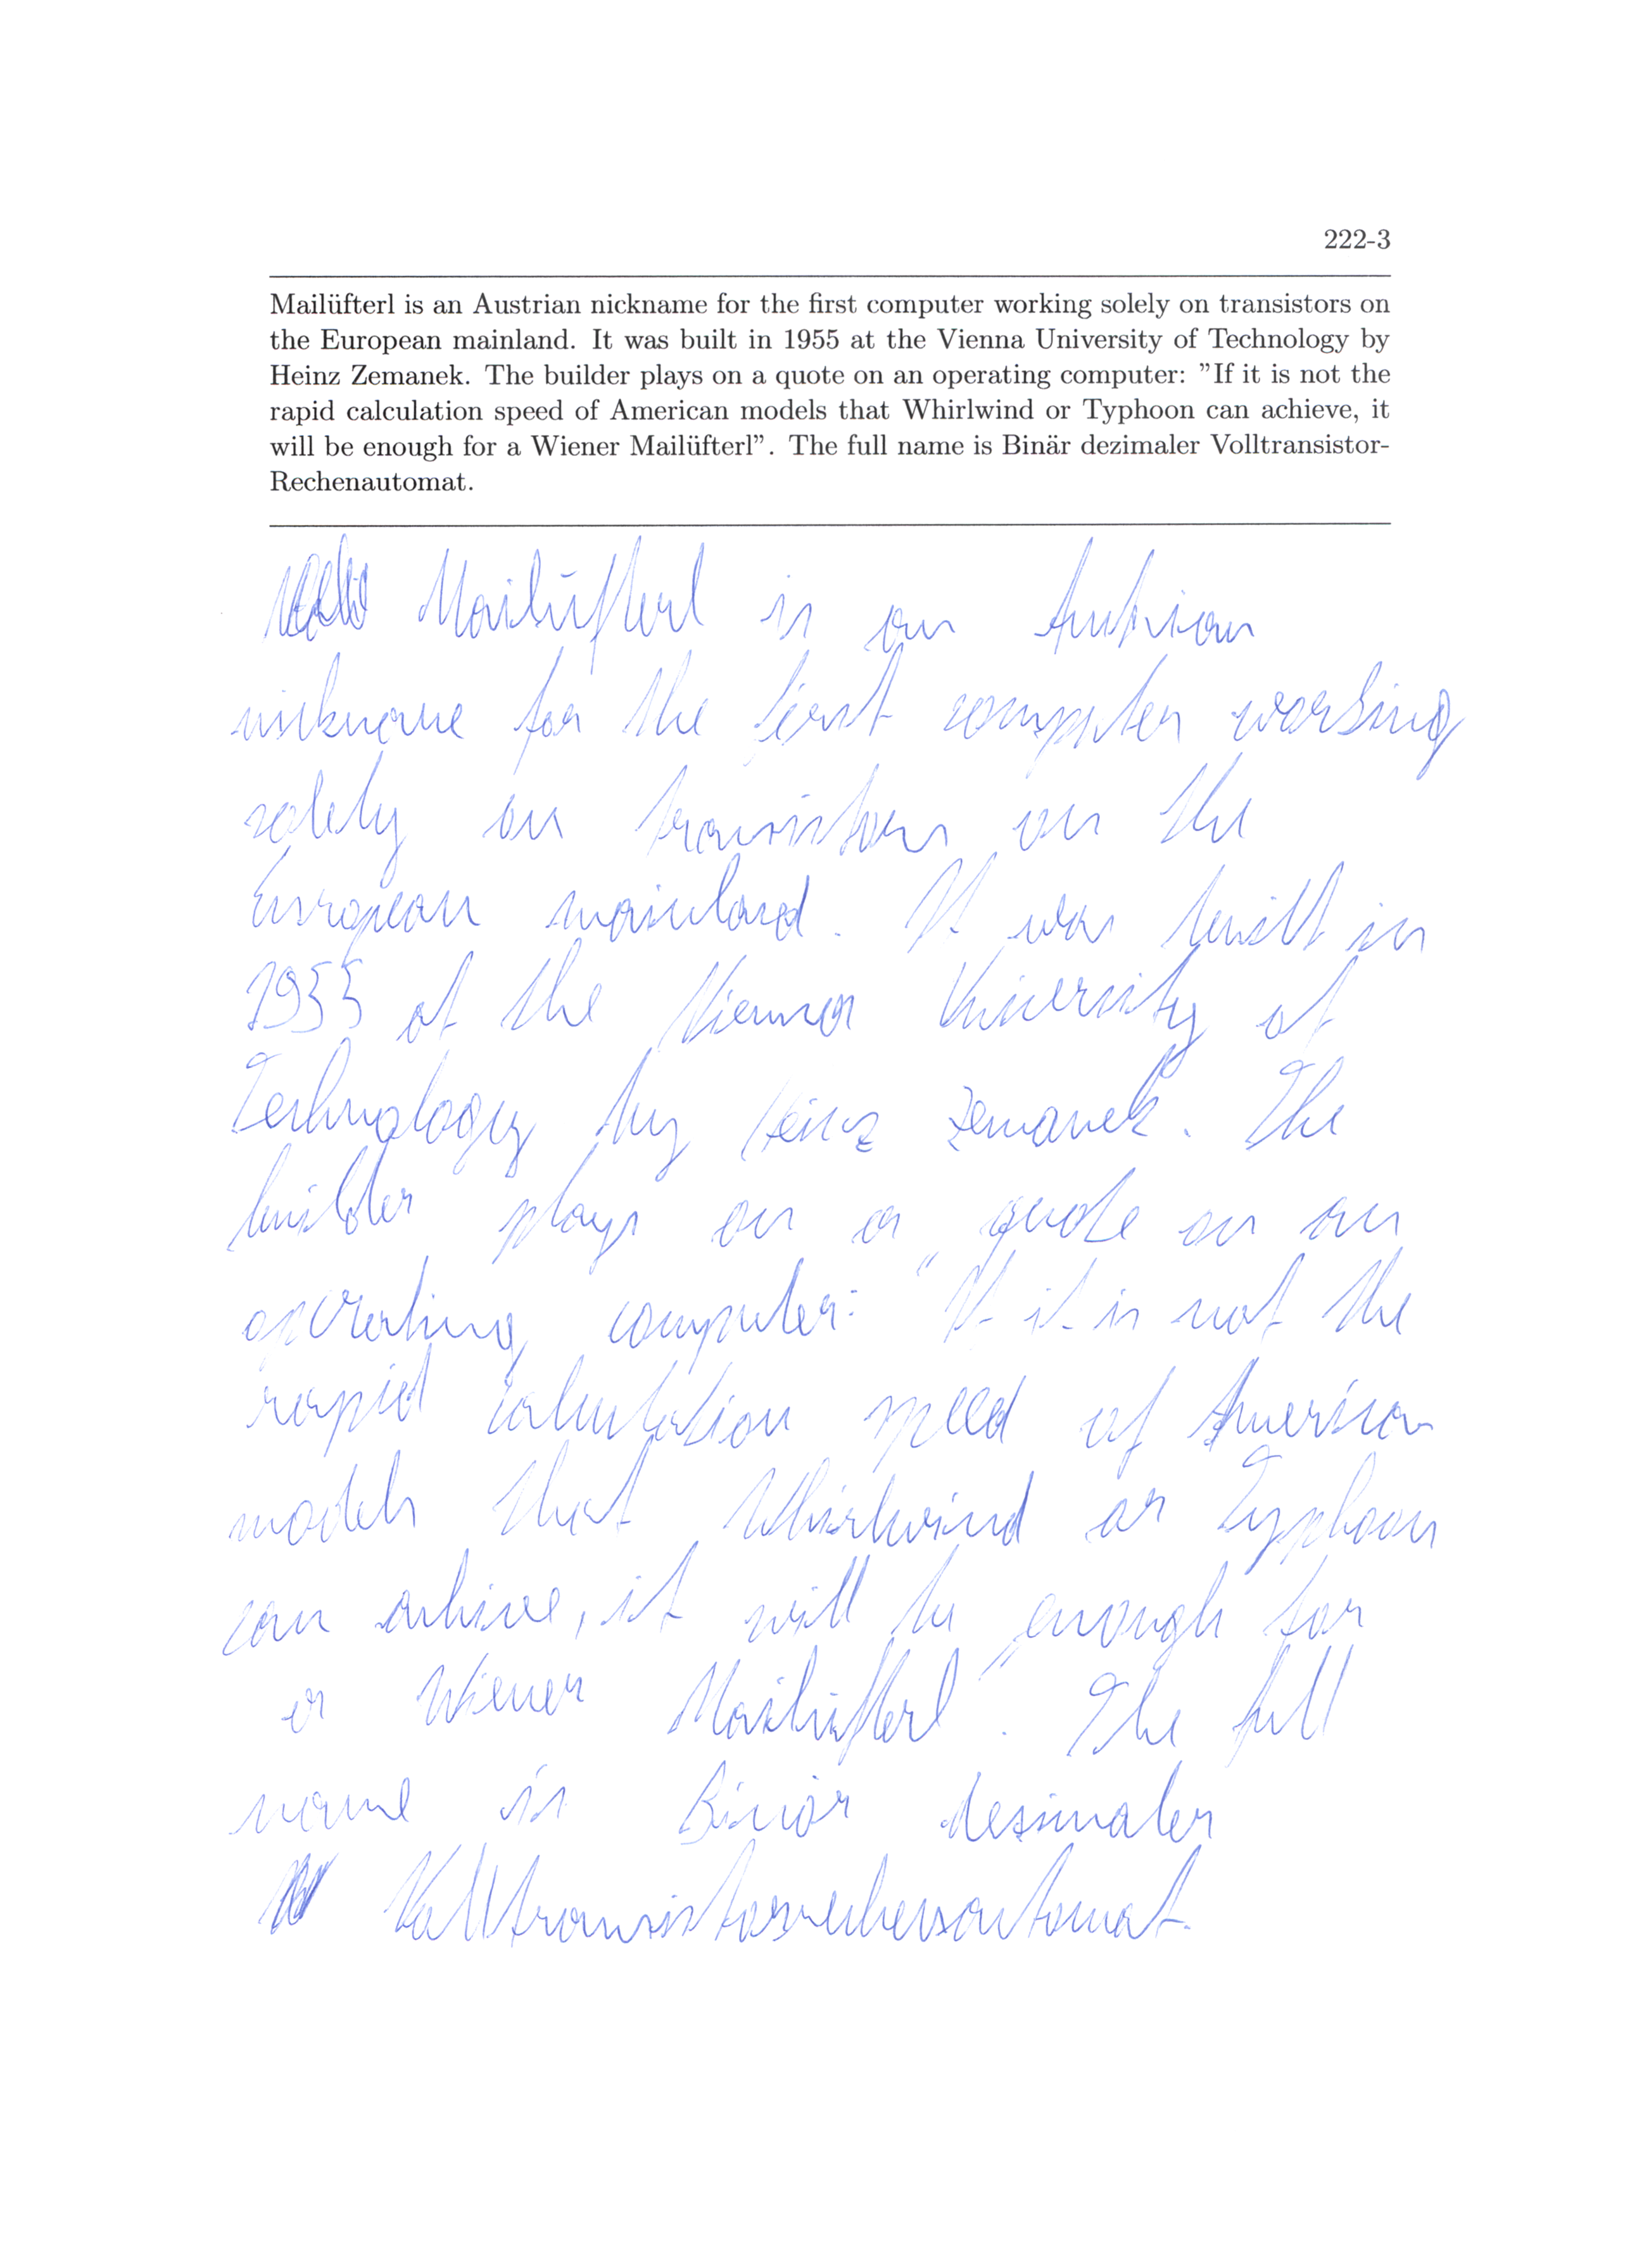 222-3
Mailüfterl is an Austrian nickname for the first computer working solely on transistors on
the European mainland. It was built in 1955 at the Vienna University of Technology by
Heinz Zemanek. The builder plays on a quote on an operating computer: ”If it is not the
rapid calculation speed of American models that Whirlwind or Typhoon can achieve, it
will be enough for a Wiener Mailüfterl”. The full name is Binär dezimaler Volltransistor-
Rechenautomat.
Mailüfterl is an Austrian
nickname for the first computer working
solely on transistors on the
European mainland. It was built in
1955 at the Vienna University of
Technology by Heinz Zemanek. The
builder plays on a quote on an
operating computer: "If it is not the
rapid calculation speed of American
models that Whirlwind or Typhoon
can achive, it will be enough for
a Wiener Mailüfterl". The full
name is Binär dezimaler
Volltransistorrechenautomat.